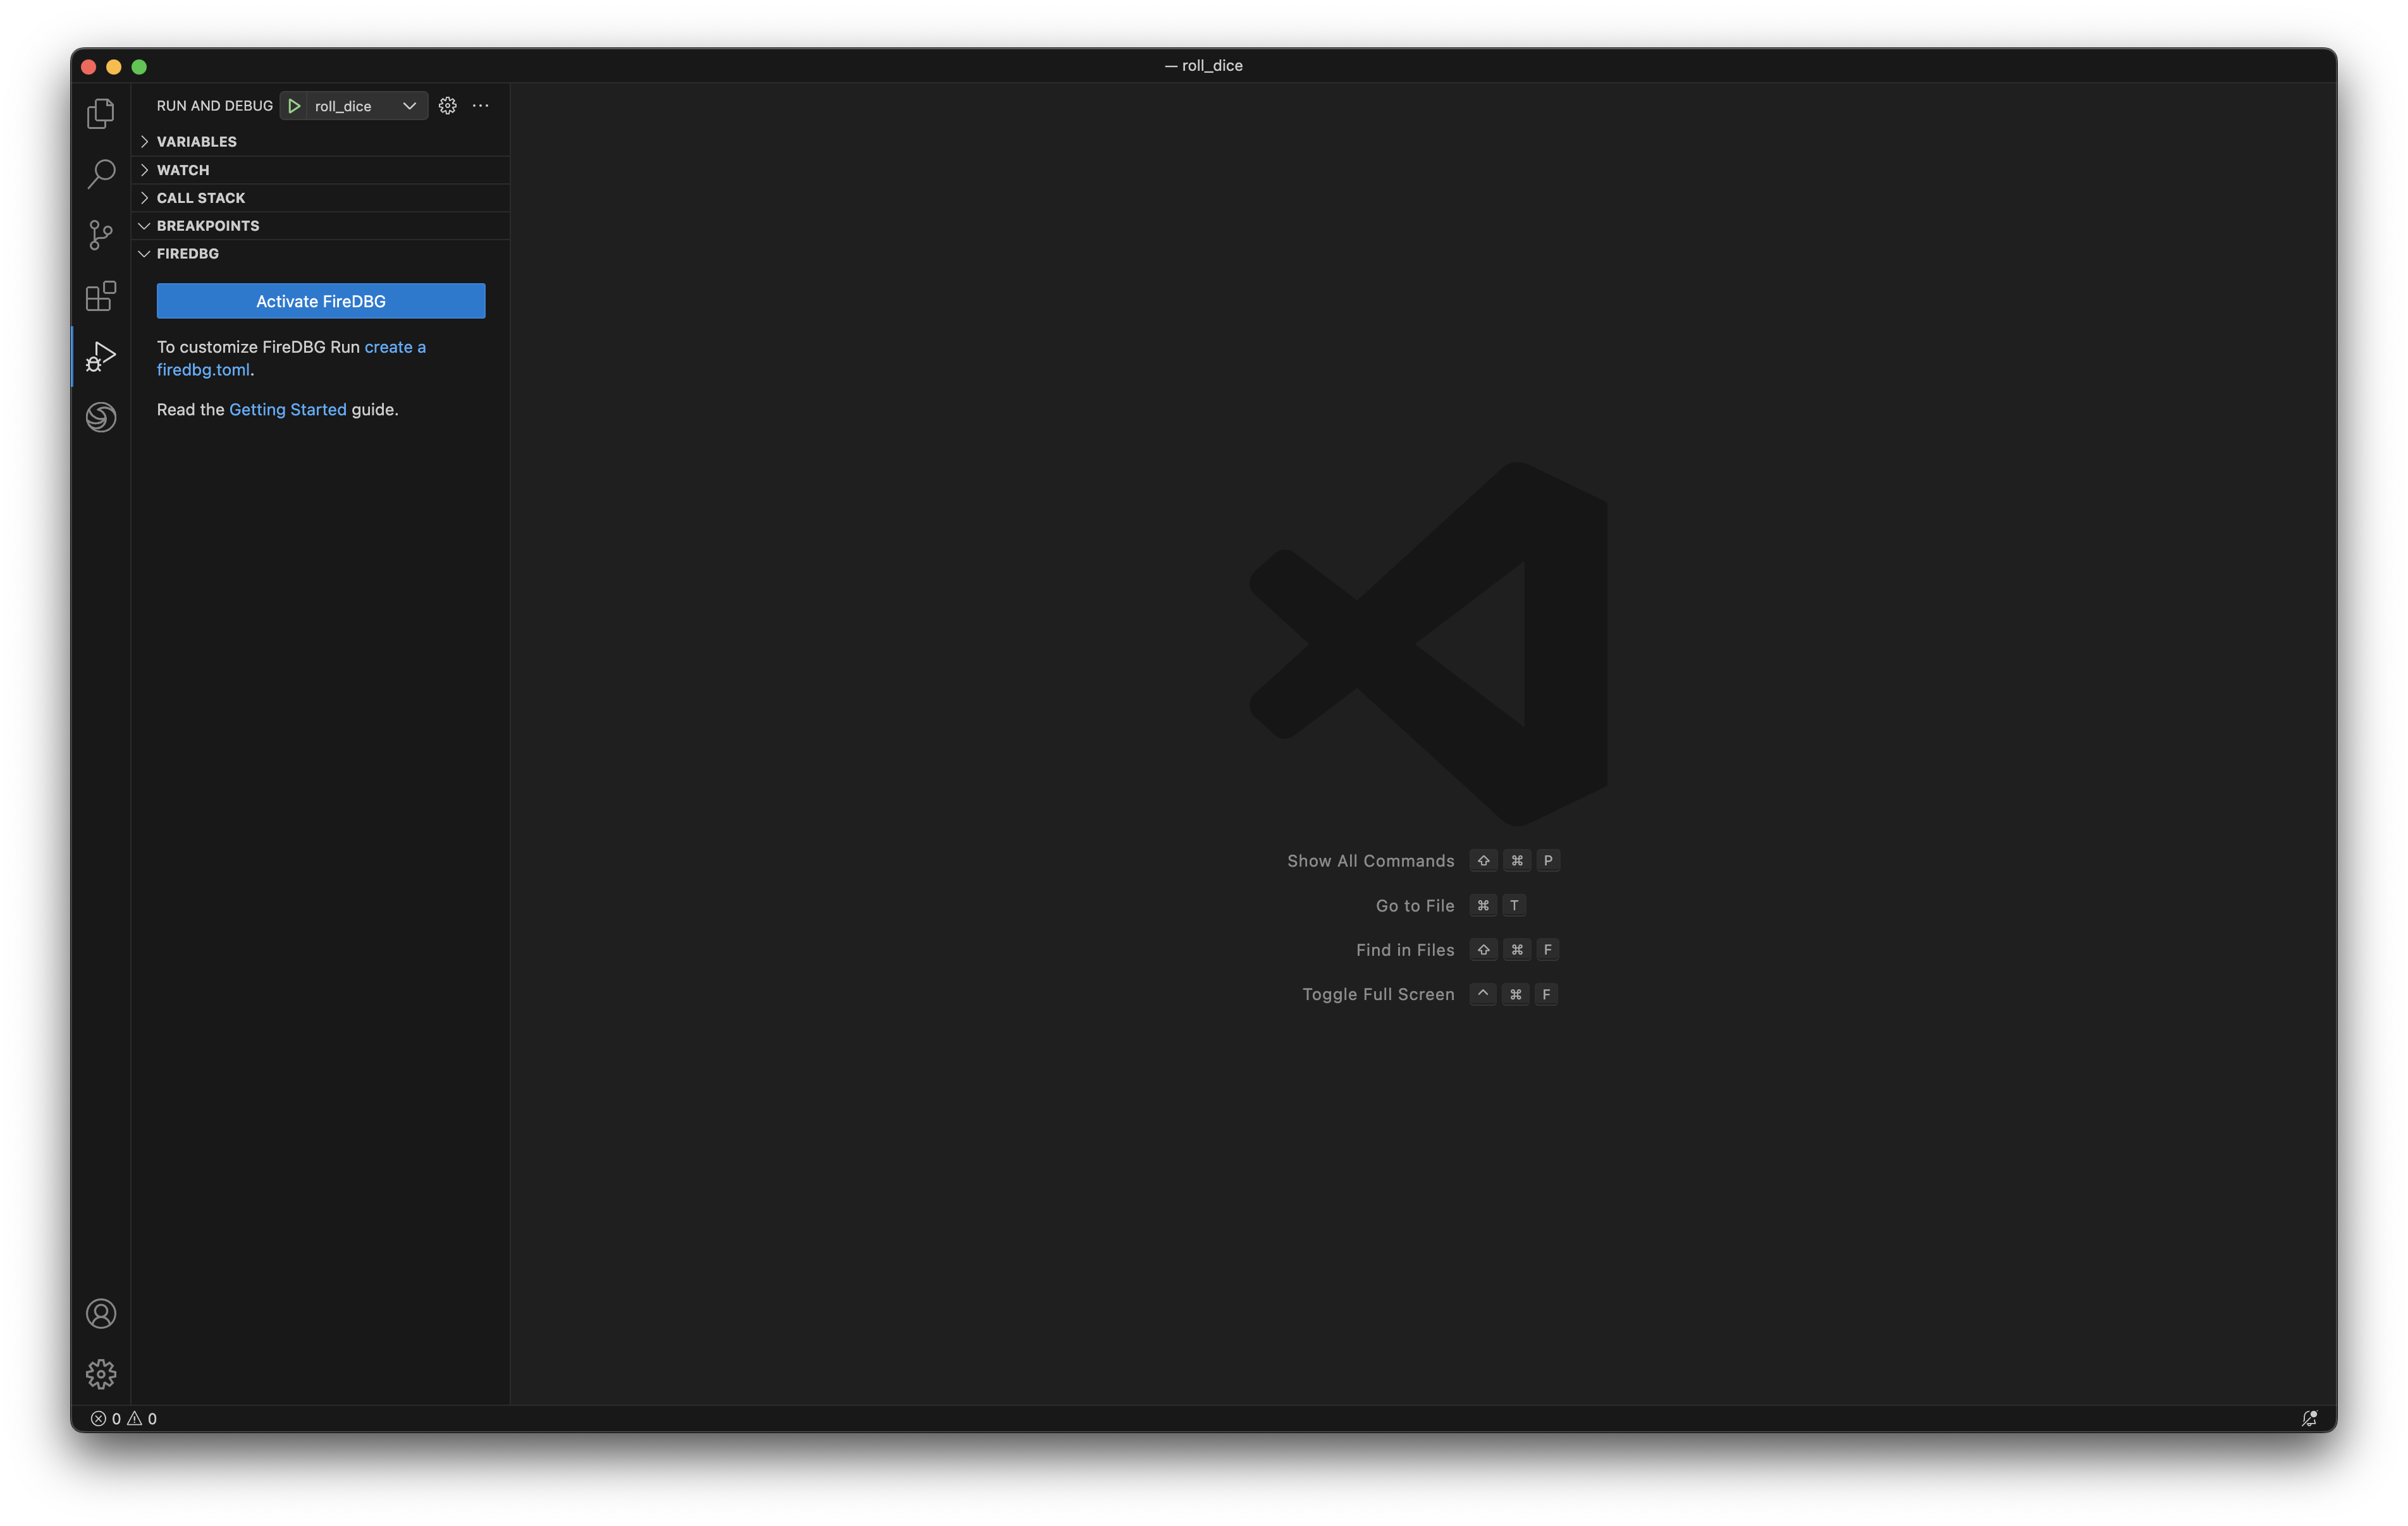 — roll_dice
RUN AND DEBUG roll_dice
VARIABLES
WATCH
CALL STACK
BREAKPOINTS
FIREDBG
Activate FireDBG
To customize FireDBG Run create a
firedbg.toml.
Read the Getting Started guide.
Show All Commands ⇧ ⌘ P
Go to File ⌘ T
Find in Files ⇧ ⌘ F
Toggle Full Screen ^ ⌘ F
0 0